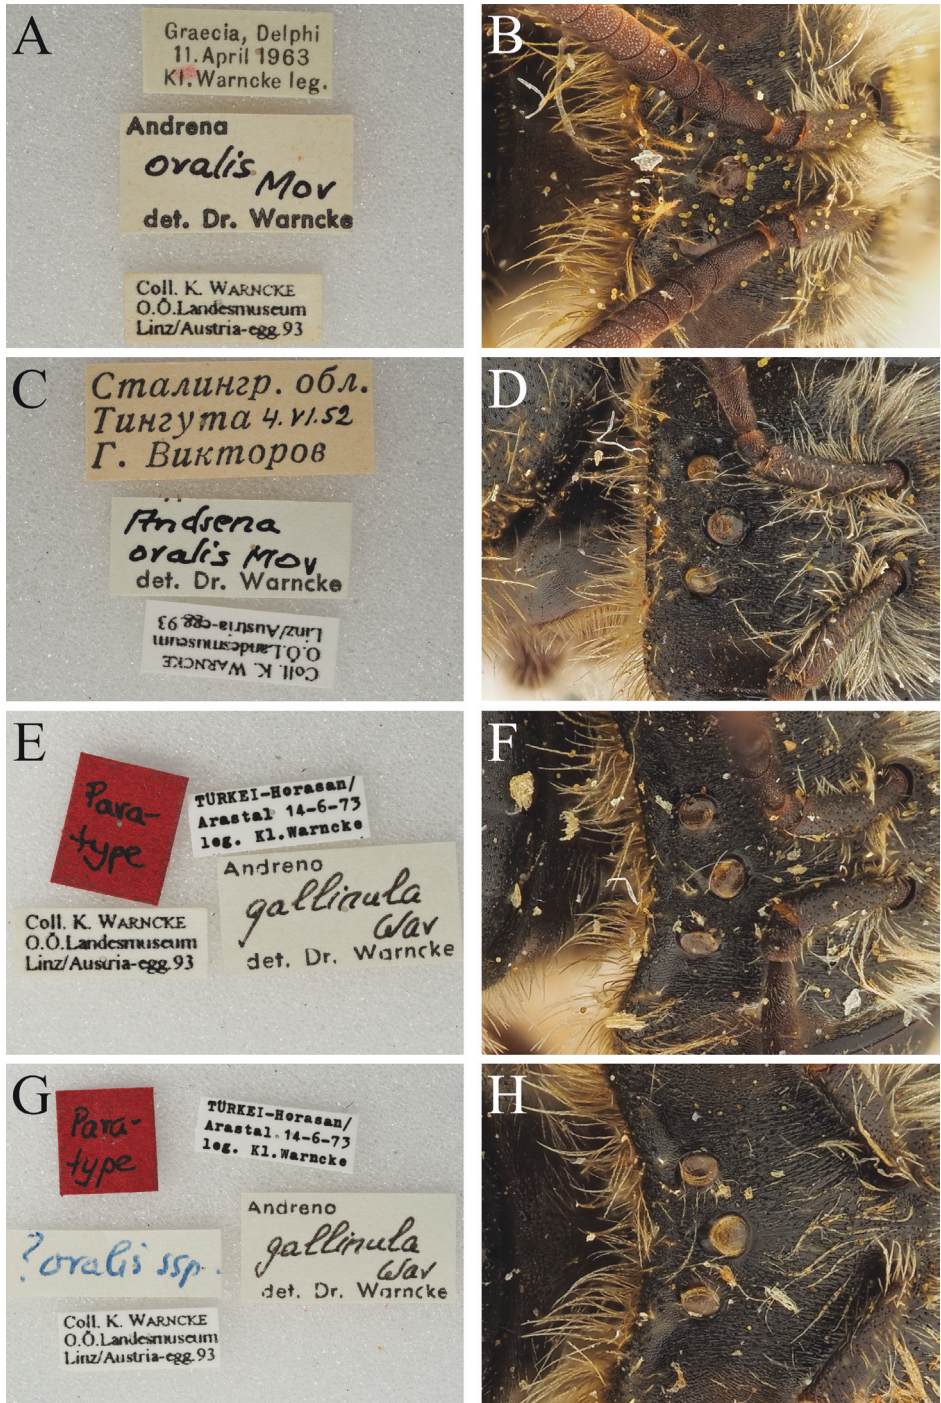 A
Graecia, Delphi
11.April 1963
Kl.Warncke leg.
Andrena
ovalis Mov
det. Dr. Warncke
Coll. K. WARNCKE
O.Ö.Landesmuseum
Linz/Austria-egg.93
B
C
Сталингр. обл.
Тингута 4.VI.52
Г. Викторов
Andrena
ovalis Mov
det. Dr. Warncke
Coll. K. WARNCKE
O.Ö.Landesmuseum
Linz/Austria-egg.93
D
E
Para-
type
TÜRKEI-Horasan/
Arastal 14-6-73
leg. Kl.Warncke
Andreno
gallinula
War
det. Dr. Warncke
Coll. K. WARNCKE
O.Ö.Landesmuseum
Linz/Austria-egg.93
F
G
Para-
type
TÜRKEI-Horasan/
Arastal 14-6-73
leg. Kl.Warncke
?ovalis ssp.
Andreno
gallinula
War
det. Dr. Warncke
Coll. K. WARNCKE
O.Ö.Landesmuseum
Linz/Austria-egg.93
H